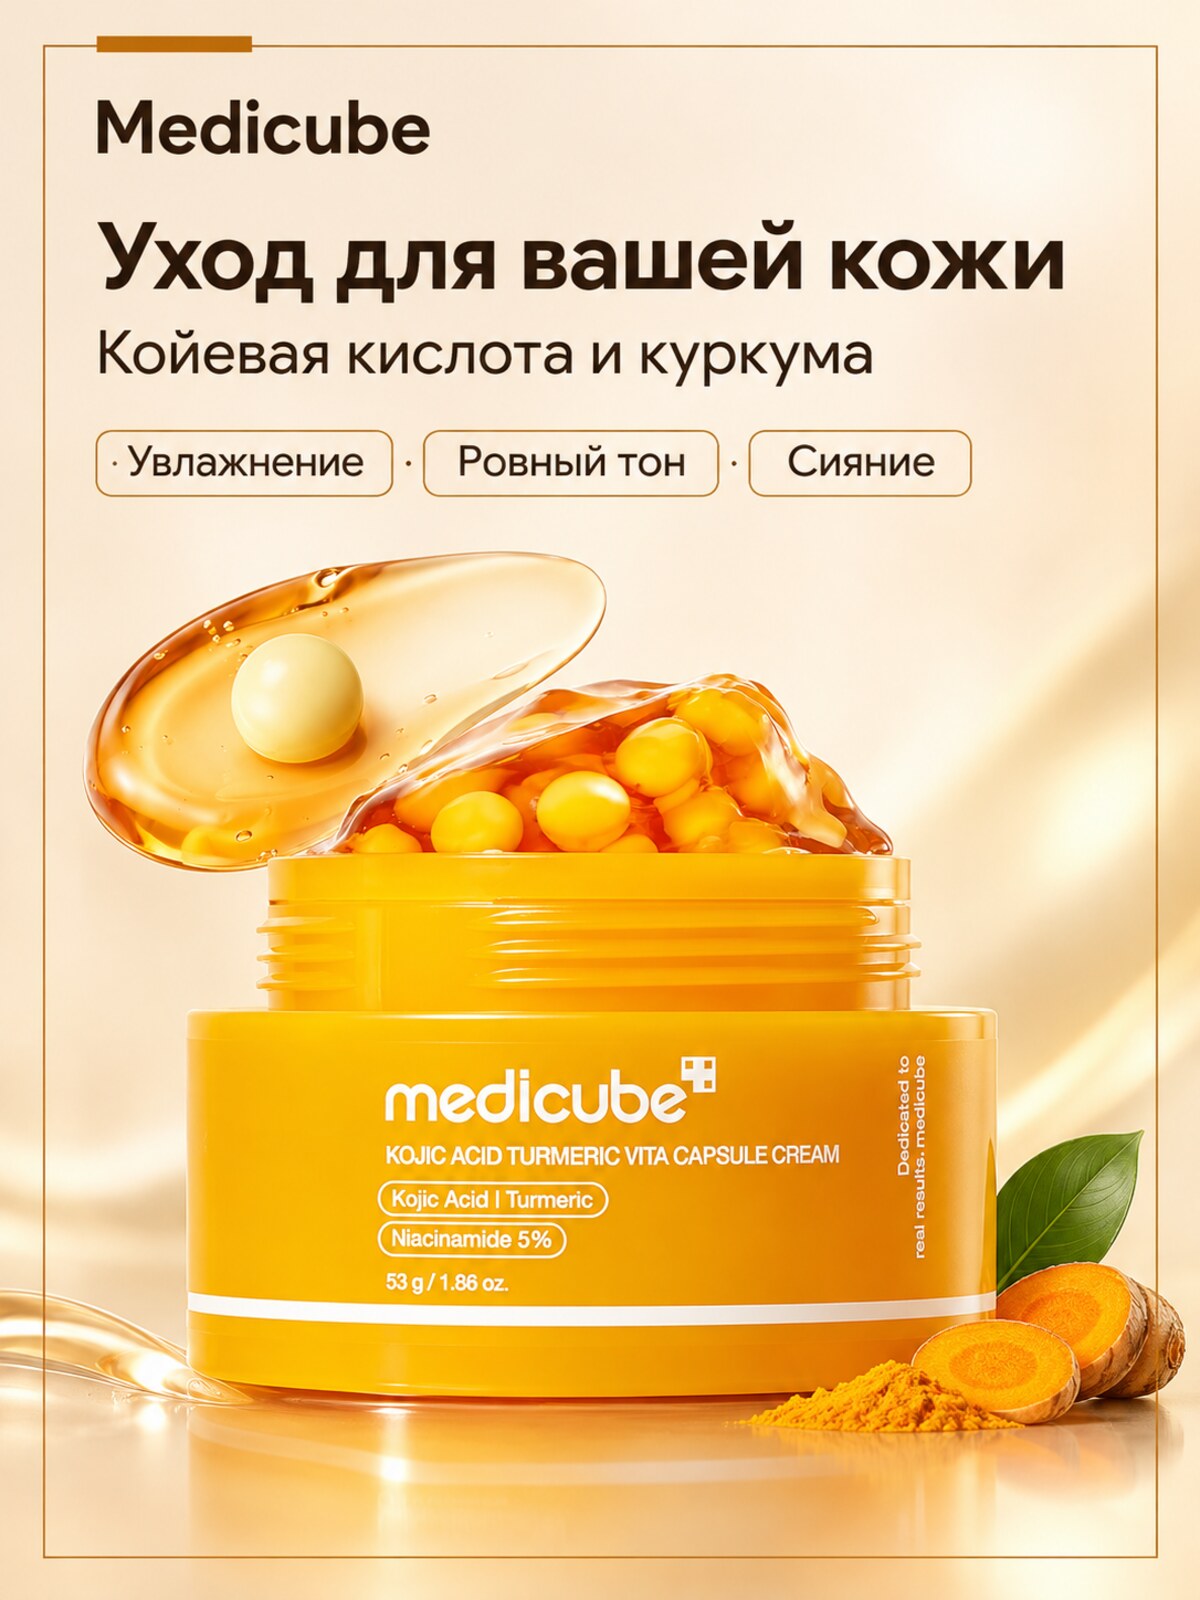 Medicube
Уход для вашей кожи
Койевая кислота и куркума
· Увлажнение · Ровный тон · Сияние
medicube
KOJIC ACID TURMERIC VITA CAPSULE CREAM
Kojic Acid | Turmeric
Niacinamide 5%
53 g / 1.86 oz.
Dedicated to
real results. medicube